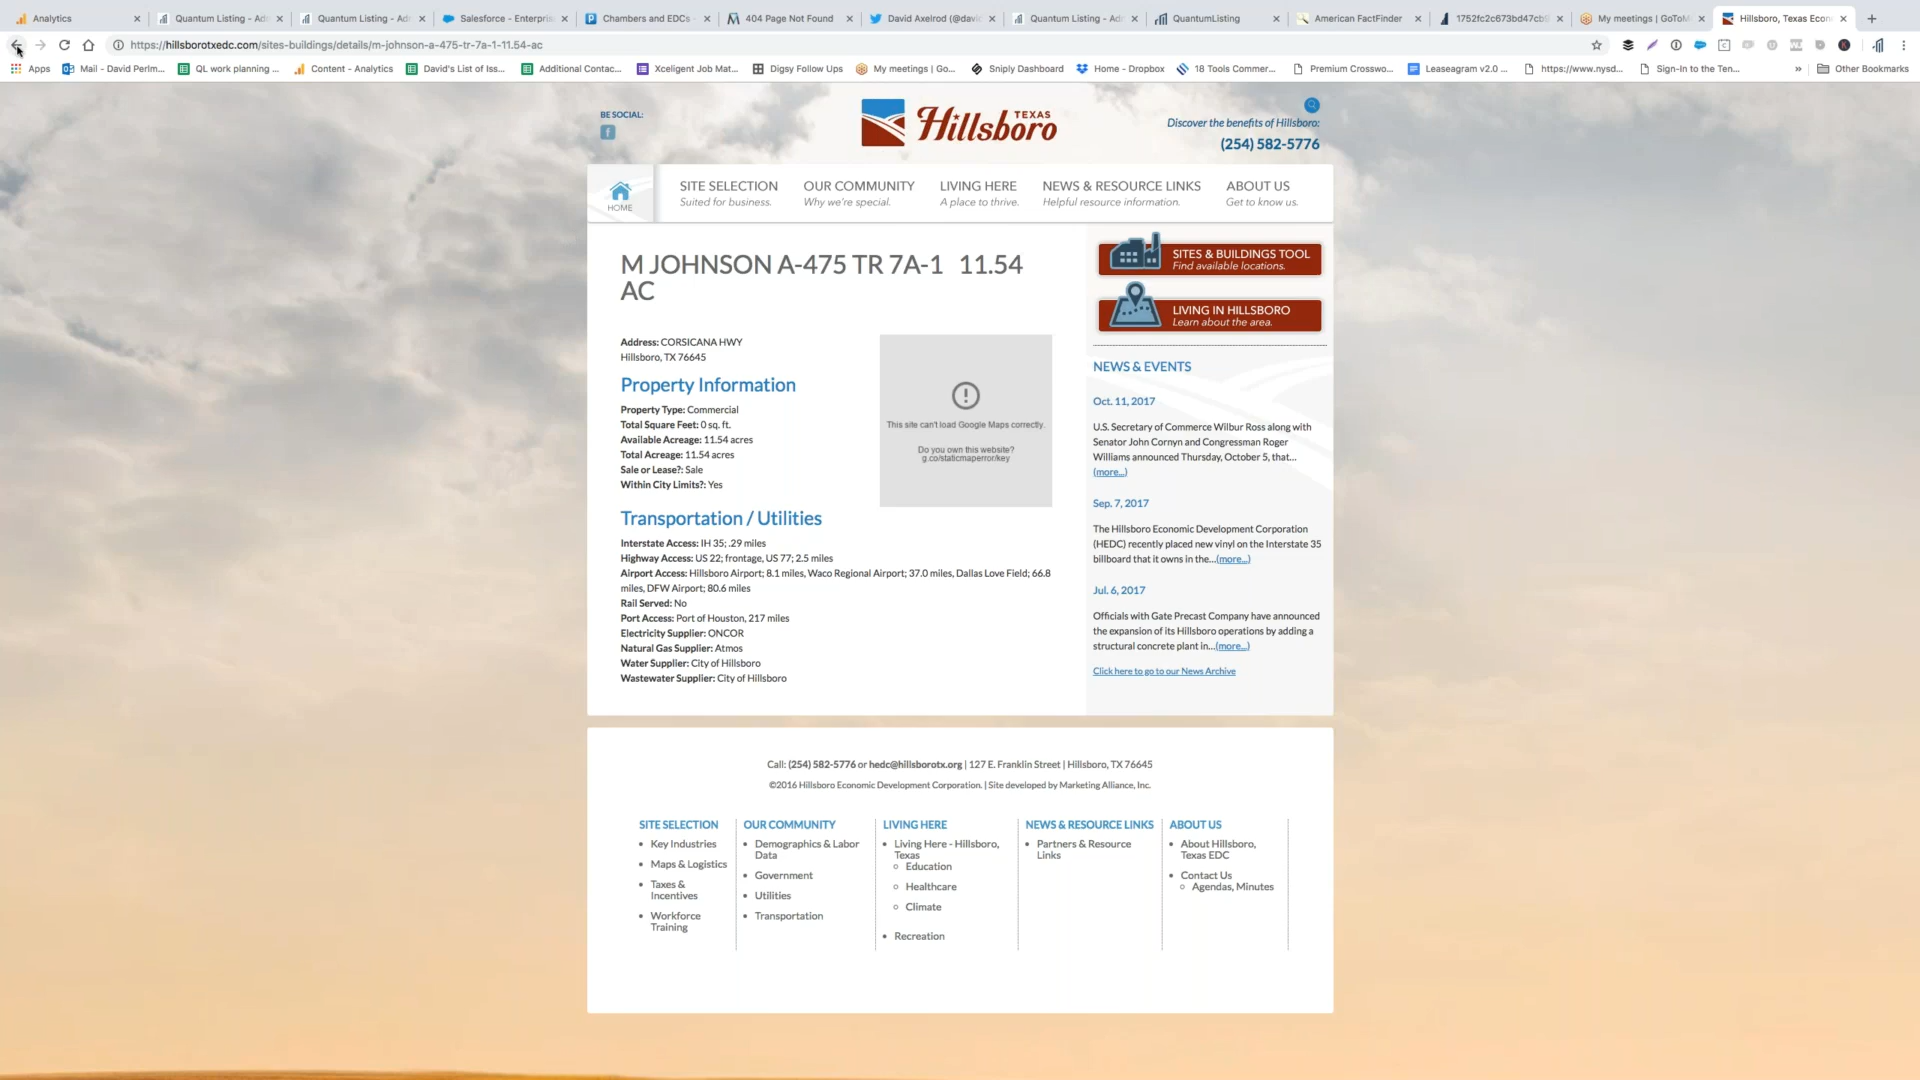 Analytics
Quantum Listing - Ad
Quantum Listing - Ad
Salesforce - Enterpris
Chambers and EDCs -
404 Page Not Found
David Axelrod (@david
Quantum Listing - Ad
QuantumListing
American FactFinder
1752fc2c673bd47cb
My meetings | GoToM
Hillsboro, Texas Econ
https://hillsborotxedc.com/sites-buildings/details/m-johnson-a-475-tr-7a-1-11.54-ac
Apps
Mail - David Perlm...
QL work planning ...
Content - Analytics
David's List of Iss...
Additional Contac...
Xceligent Job Mat...
Digsy Follow Ups
My meetings | Go...
Sniply Dashboard
Home - Dropbox
18 Tools Commer...
Premium Crosswo...
Leaseagram v2.0 ...
https://www.nysd...
Sign-In to the Ten...
»
Other Bookmarks
BE SOCIAL:
TEXAS
Hillsboro
Discover the benefits of Hillsboro:
(254) 582-5776
HOME
SITE SELECTION
Suited for business.
OUR COMMUNITY
Why we're special.
LIVING HERE
A place to thrive.
NEWS & RESOURCE LINKS
Helpful resource information.
ABOUT US
Get to know us.
M JOHNSON A-475 TR 7A-1 11.54
AC
Address: CORSICANA HWY
Hillsboro, TX 76645
Property Information
Property Type: Commercial
Total Square Feet: 0 sq. ft.
Available Acreage: 11.54 acres
Total Acreage: 11.54 acres
Sale or Lease?: Sale
Within City Limits?: Yes
This site can't load Google Maps correctly.
Do you own this website?
g.co/staticmaperror/key
Transportation / Utilities
Interstate Access: IH 35; .29 miles
Highway Access: US 22; frontage, US 77; 2.5 miles
Airport Access: Hillsboro Airport; 8.1 miles, Waco Regional Airport; 37.0 miles, Dallas Love Field; 66.8
miles, DFW Airport; 80.6 miles
Rail Served: No
Port Access: Port of Houston, 217 miles
Electricity Supplier: ONCOR
Natural Gas Supplier: Atmos
Water Supplier: City of Hillsboro
Wastewater Supplier: City of Hillsboro
SITES & BUILDINGS TOOL
Find available locations.
LIVING IN HILLSBORO
Learn about the area.
NEWS & EVENTS
Oct. 11, 2017
U.S. Secretary of Commerce Wilbur Ross along with
Senator John Cornyn and Congressman Roger
Williams announced Thursday, October 5, that...
(more...)
Sep. 7, 2017
The Hillsboro Economic Development Corporation
(HEDC) recently placed new vinyl on the Interstate 35
billboard that it owns in the...(more...)
Jul. 6, 2017
Officials with Gate Precast Company have announced
the expansion of its Hillsboro operations by adding a
structural concrete plant in...(more...)
Click here to go to our News Archive
Call: (254) 582-5776 or hedc@hillsborotx.org | 127 E. Franklin Street | Hillsboro, TX 76645
©2016 Hillsboro Economic Development Corporation. | Site developed by Marketing Alliance, Inc.
SITE SELECTION
Key Industries
Maps & Logistics
Taxes &
Incentives
Workforce
Training
OUR COMMUNITY
Demographics & Labor
Data
Government
Utilities
Transportation
LIVING HERE
Living Here - Hillsboro,
Texas
Education
Healthcare
Climate
Recreation
NEWS & RESOURCE LINKS
Partners & Resource
Links
ABOUT US
About Hillsboro,
Texas EDC
Contact Us
Agendas, Minutes